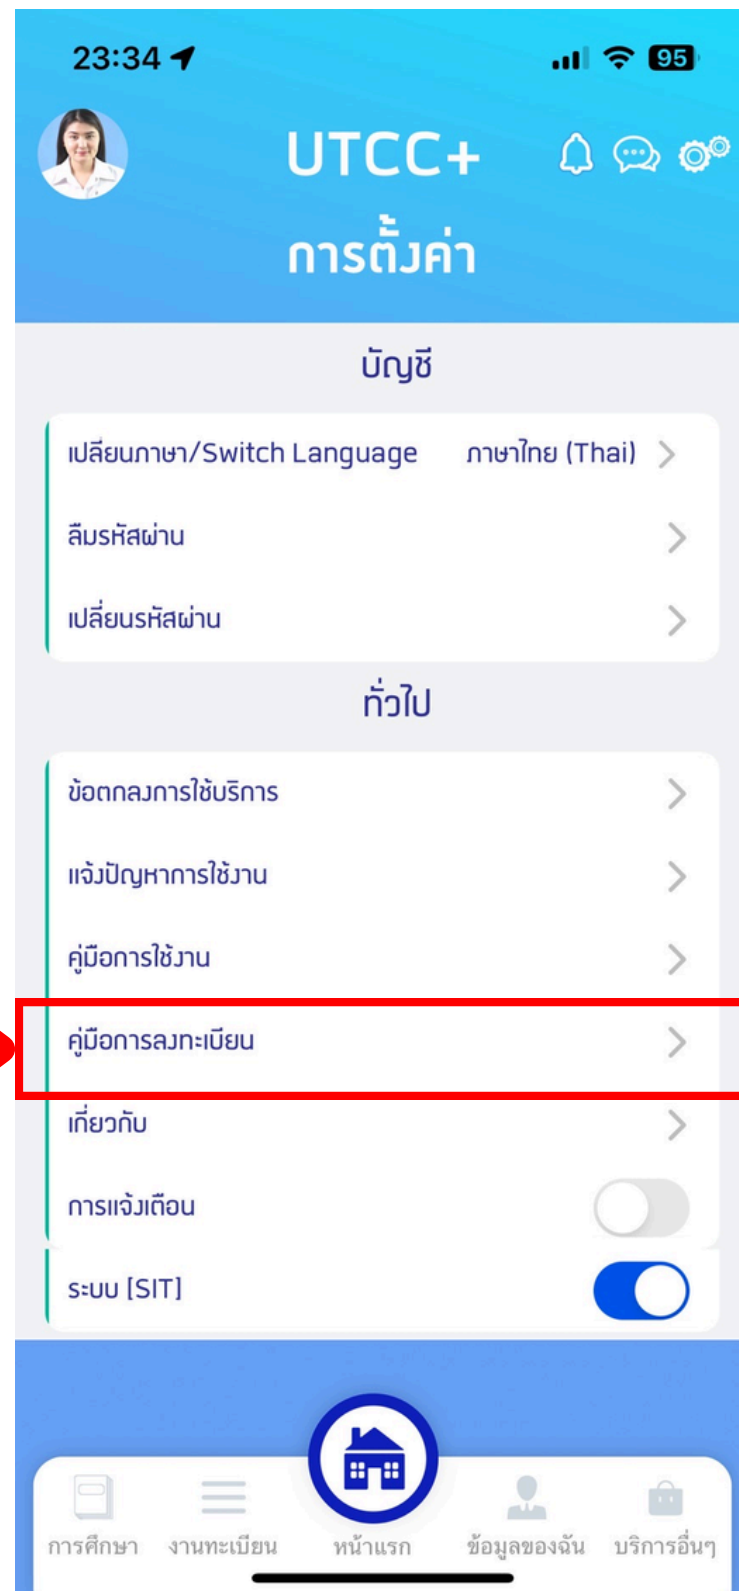 23:34
95
UTCC+
การตั้งค่า
บัญชี
เปลี่ยนภาษา/Switch Language ภาษาไทย (Thai)
ลืมรหัสผ่าน
เปลี่ยนรหัสผ่าน
ทั่วไป
ข้อตกลงการใช้บริการ
แจ้งปัญหาการใช้งาน
คู่มือการใช้งาน
คู่มือการลงทะเบียน
เกี่ยวกับ
การแจ้งเตือน
ระบบ [SIT]
การศึกษา งานทะเบียน หน้าแรก ข้อมูลของฉัน บริการอื่นๆ